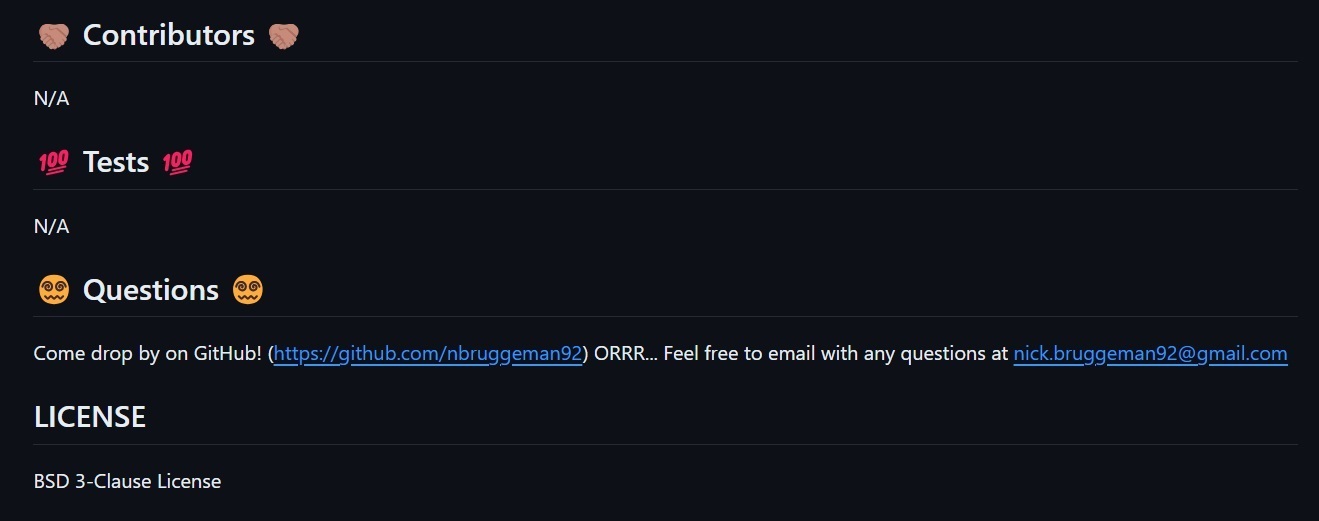 🤝🏽 Contributors 🤝🏽
N/A
💯 Tests 💯
N/A
😵‍💫 Questions 😵‍💫
Come drop by on GitHub! (https://github.com/nbruggeman92) ORRR... Feel free to email with any questions at nick.bruggeman92@gmail.com
LICENSE
BSD 3-Clause License